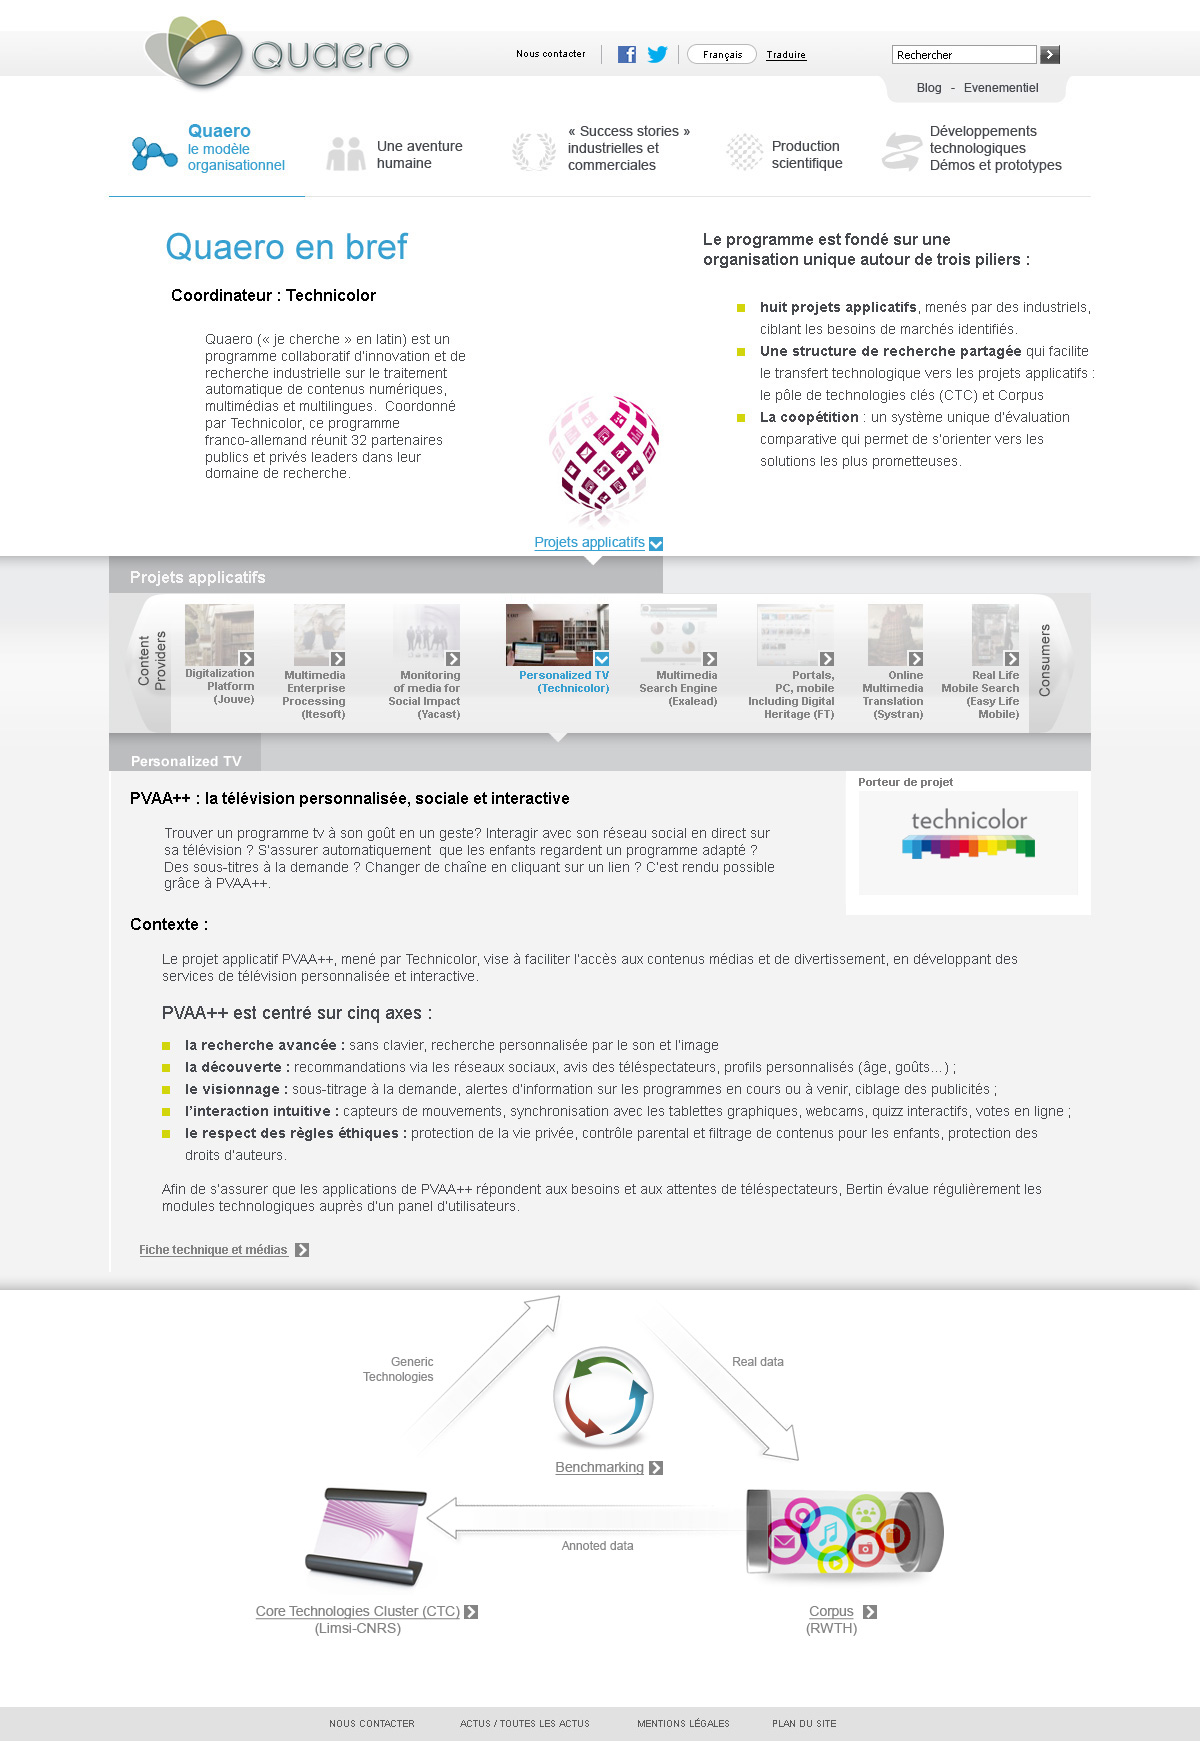 Quaero
Nous contacter
Français
Traduire
Rechercher
Blog - Evenementiel
Quaero
le modèle
organisationnel
Une aventure
humaine
« Success stories »
industrielles et
commerciales
Production
scientifique
Développements
technologiques
Démos et prototypes
Quaero en bref
Coordinateur : Technicolor
Quaero (« je cherche » en latin) est un
programme collaboratif d'innovation et de
recherche industrielle sur le traitement
automatique de contenus numériques,
multimédias et multilingues. Coordonné
par Technicolor, ce programme
franco-allemand réunit 32 partenaires
publics et privés leaders dans leur
domaine de recherche.
Le programme est fondé sur une
organisation unique autour de trois piliers :
huit projets applicatifs, menés par des industriels,
ciblant les besoins de marchés identifiés.
Une structure de recherche partagée qui facilite
le transfert technologique vers les projets applicatifs :
le pôle de technologies clés (CTC) et Corpus
La coopétition : un système unique d'évaluation
comparative qui permet de s'orienter vers les
solutions les plus prometteuses.
Projets applicatifs
Projets applicatifs
Content
Providers
Digitalization
Platform
(Jouve)
Multimedia
Enterprise
Processing
(Itesoft)
Monitoring
of media for
Social Impact
(Yacast)
Personalized TV
(Technicolor)
Multimedia
Search Engine
(Exalead)
Portals,
PC, mobile
Including Digital
Heritage (FT)
Online
Multimedia
Translation
(Systran)
Real Life
Mobile Search
(Easy Life
Mobile)
Consumers
Personalized TV
PVAA++ : la télévision personnalisée, sociale et interactive
Trouver un programme tv à son goût en un geste? Interagir avec son réseau social en direct sur
sa télévision ? S'assurer automatiquement que les enfants regardent un programme adapté ?
Des sous-titres à la demande ? Changer de chaîne en cliquant sur un lien ? C'est rendu possible
grâce à PVAA++.
Porteur de projet
technicolor
Contexte :
Le projet applicatif PVAA++, mené par Technicolor, vise à faciliter l'accès aux contenus médias et de divertissement, en développant des
services de télévision personnalisée et interactive.
PVAA++ est centré sur cinq axes :
la recherche avancée : sans clavier, recherche personnalisée par le son et l'image
la découverte : recommandations via les réseaux sociaux, avis des téléspectateurs, profils personnalisés (âge, goûts...) ;
le visionnage : sous-titrage à la demande, alertes d'information sur les programmes en cours ou à venir, ciblage des publicités ;
l'interaction intuitive : capteurs de mouvements, synchronisation avec les tablettes graphiques, webcams, quizz interactifs, votes en ligne ;
le respect des règles éthiques : protection de la vie privée, contrôle parental et filtrage de contenus pour les enfants, protection des
droits d'auteurs.
Afin de s'assurer que les applications de PVAA++ répondent aux besoins et aux attentes de téléspectateurs, Bertin évalue régulièrement les
modules technologiques auprès d'un panel d'utilisateurs.
Fiche technique et médias
Generic
Technologies
Real data
Benchmarking
Annoted data
Core Technologies Cluster (CTC)
(Limsi-CNRS)
Corpus
(RWTH)
NOUS CONTACTER
ACTUS / TOUTES LES ACTUS
MENTIONS LÉGALES
PLAN DU SITE